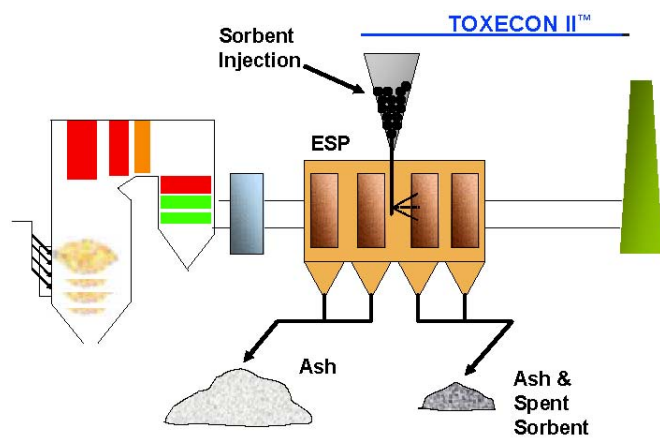 TOXECON II™
Sorbent
Injection
ESP
Ash
Ash &
Spent
Sorbent